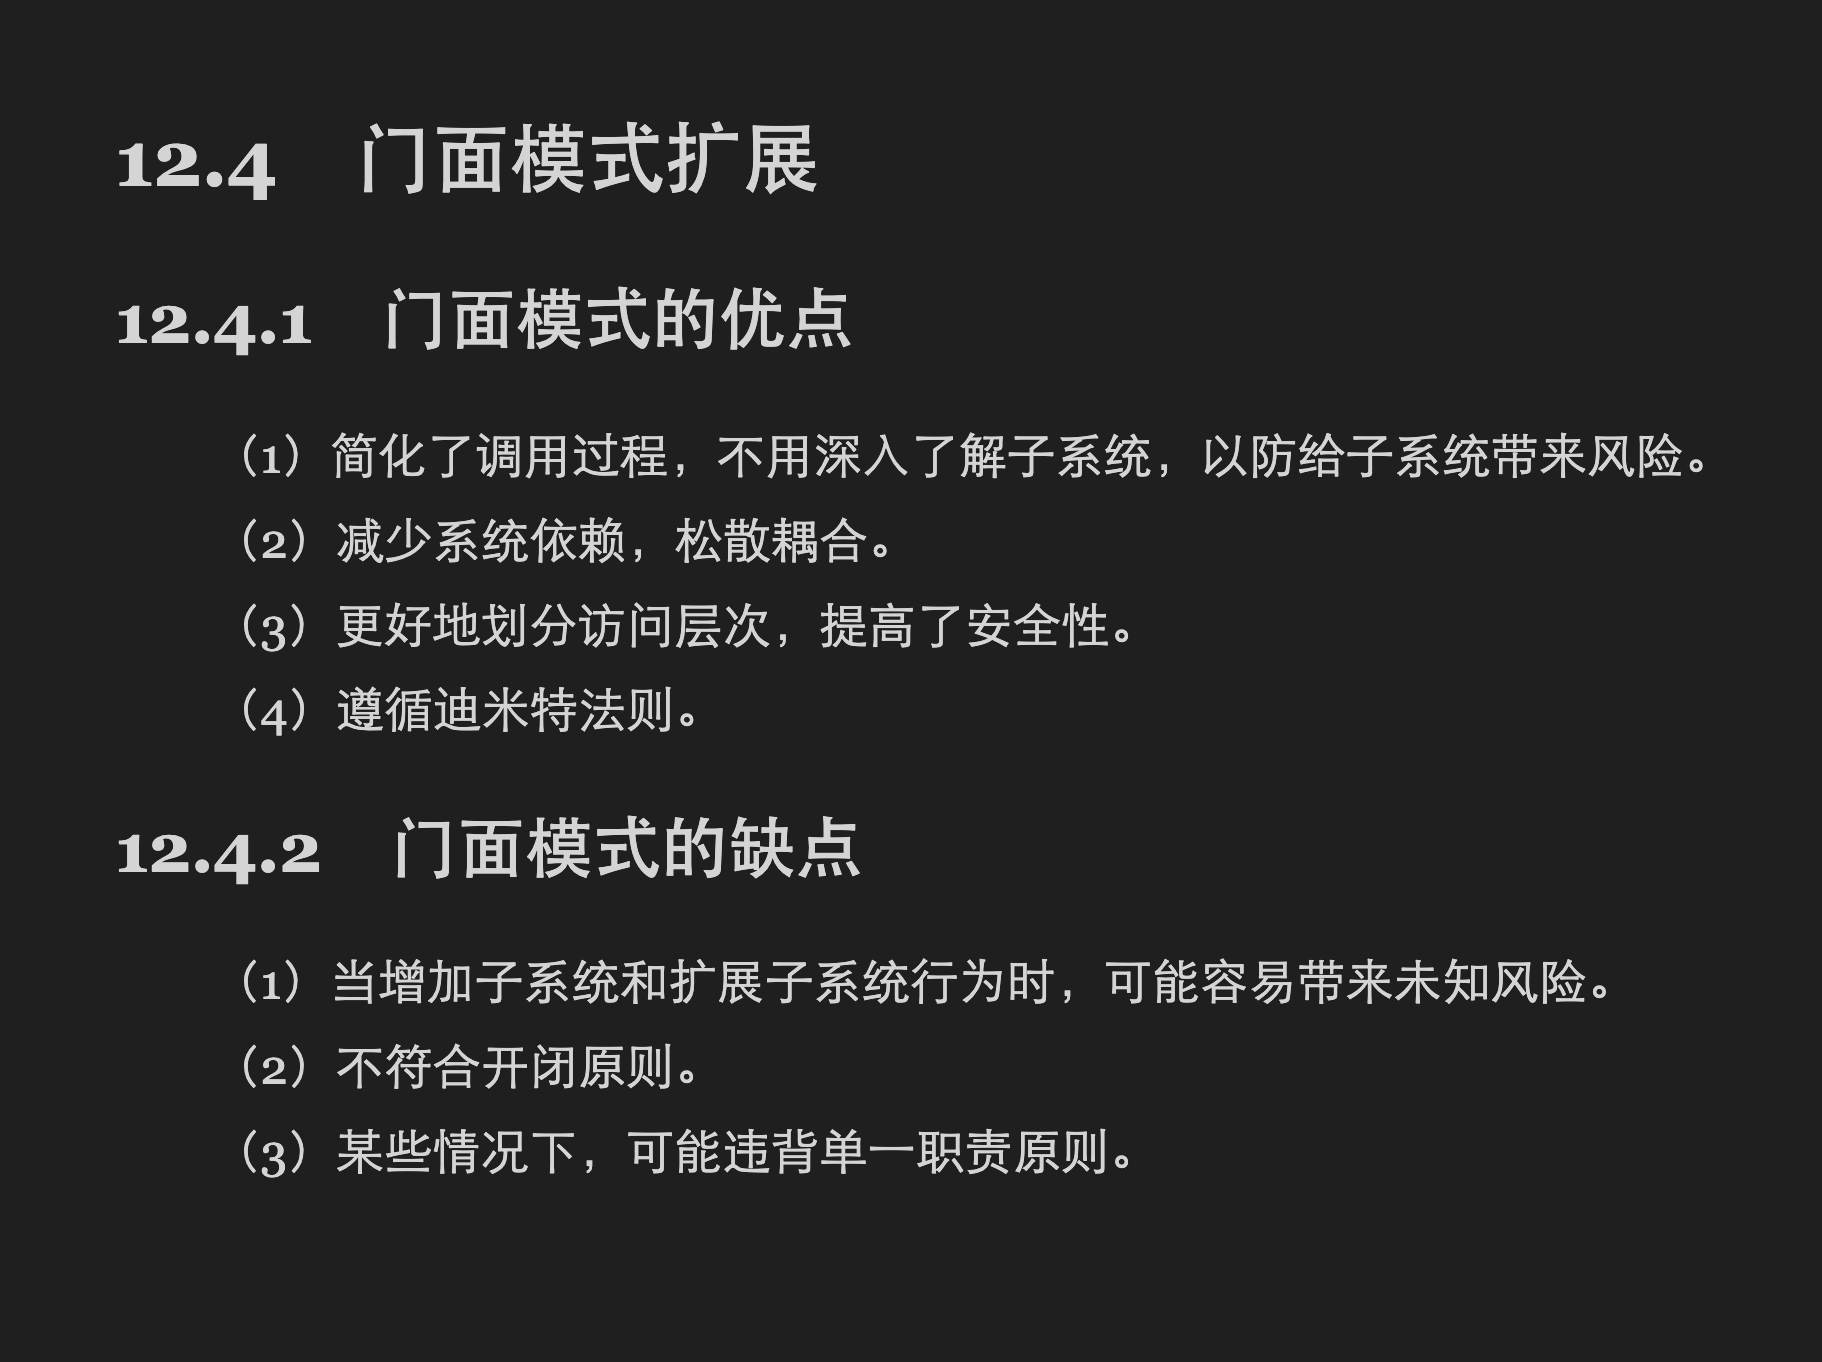 12.4　门面模式扩展
12.4.1　门面模式的优点
（1）简化了调用过程，不用深入了解子系统，以防给子系统带来风险。
（2）减少系统依赖，松散耦合。
（3）更好地划分访问层次，提高了安全性。
（4）遵循迪米特法则。
12.4.2　门面模式的缺点
（1）当增加子系统和扩展子系统行为时，可能容易带来未知风险。
（2）不符合开闭原则。
（3）某些情况下，可能违背单一职责原则。